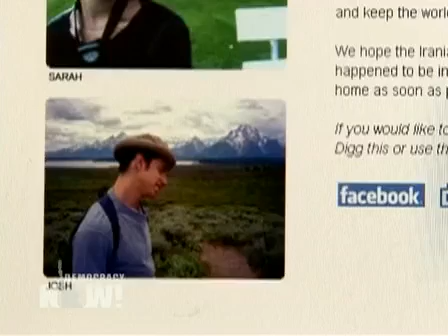 and keep the worl
We hope the Irani
happened to be in
home as soon as p
If you would like to
Digg this or use th
facebook
SARAH
JOSH
DEMOCRACY
NOW!